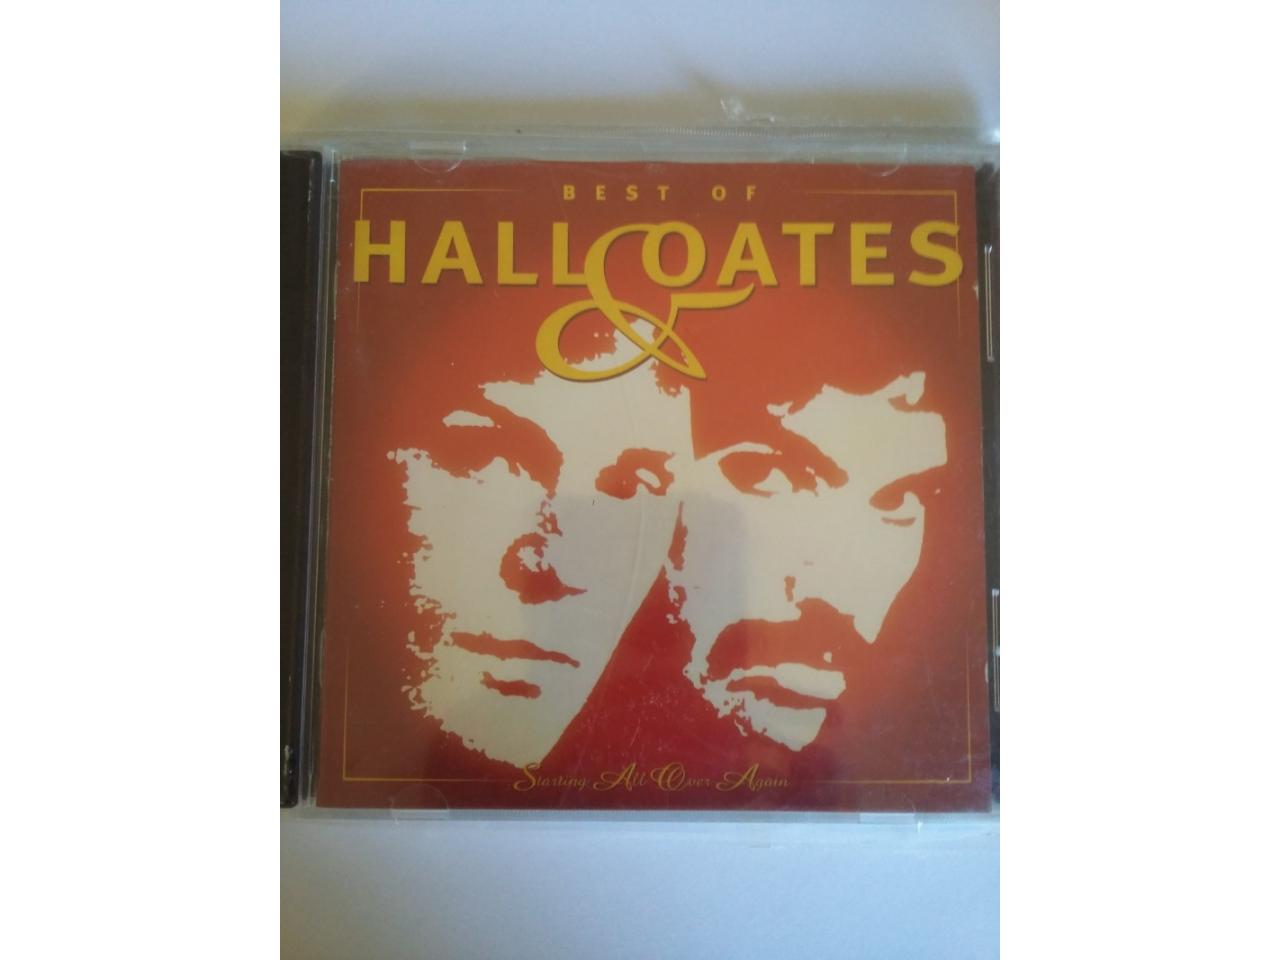 BEST OF
HALL & OATES
Starting All Over Again